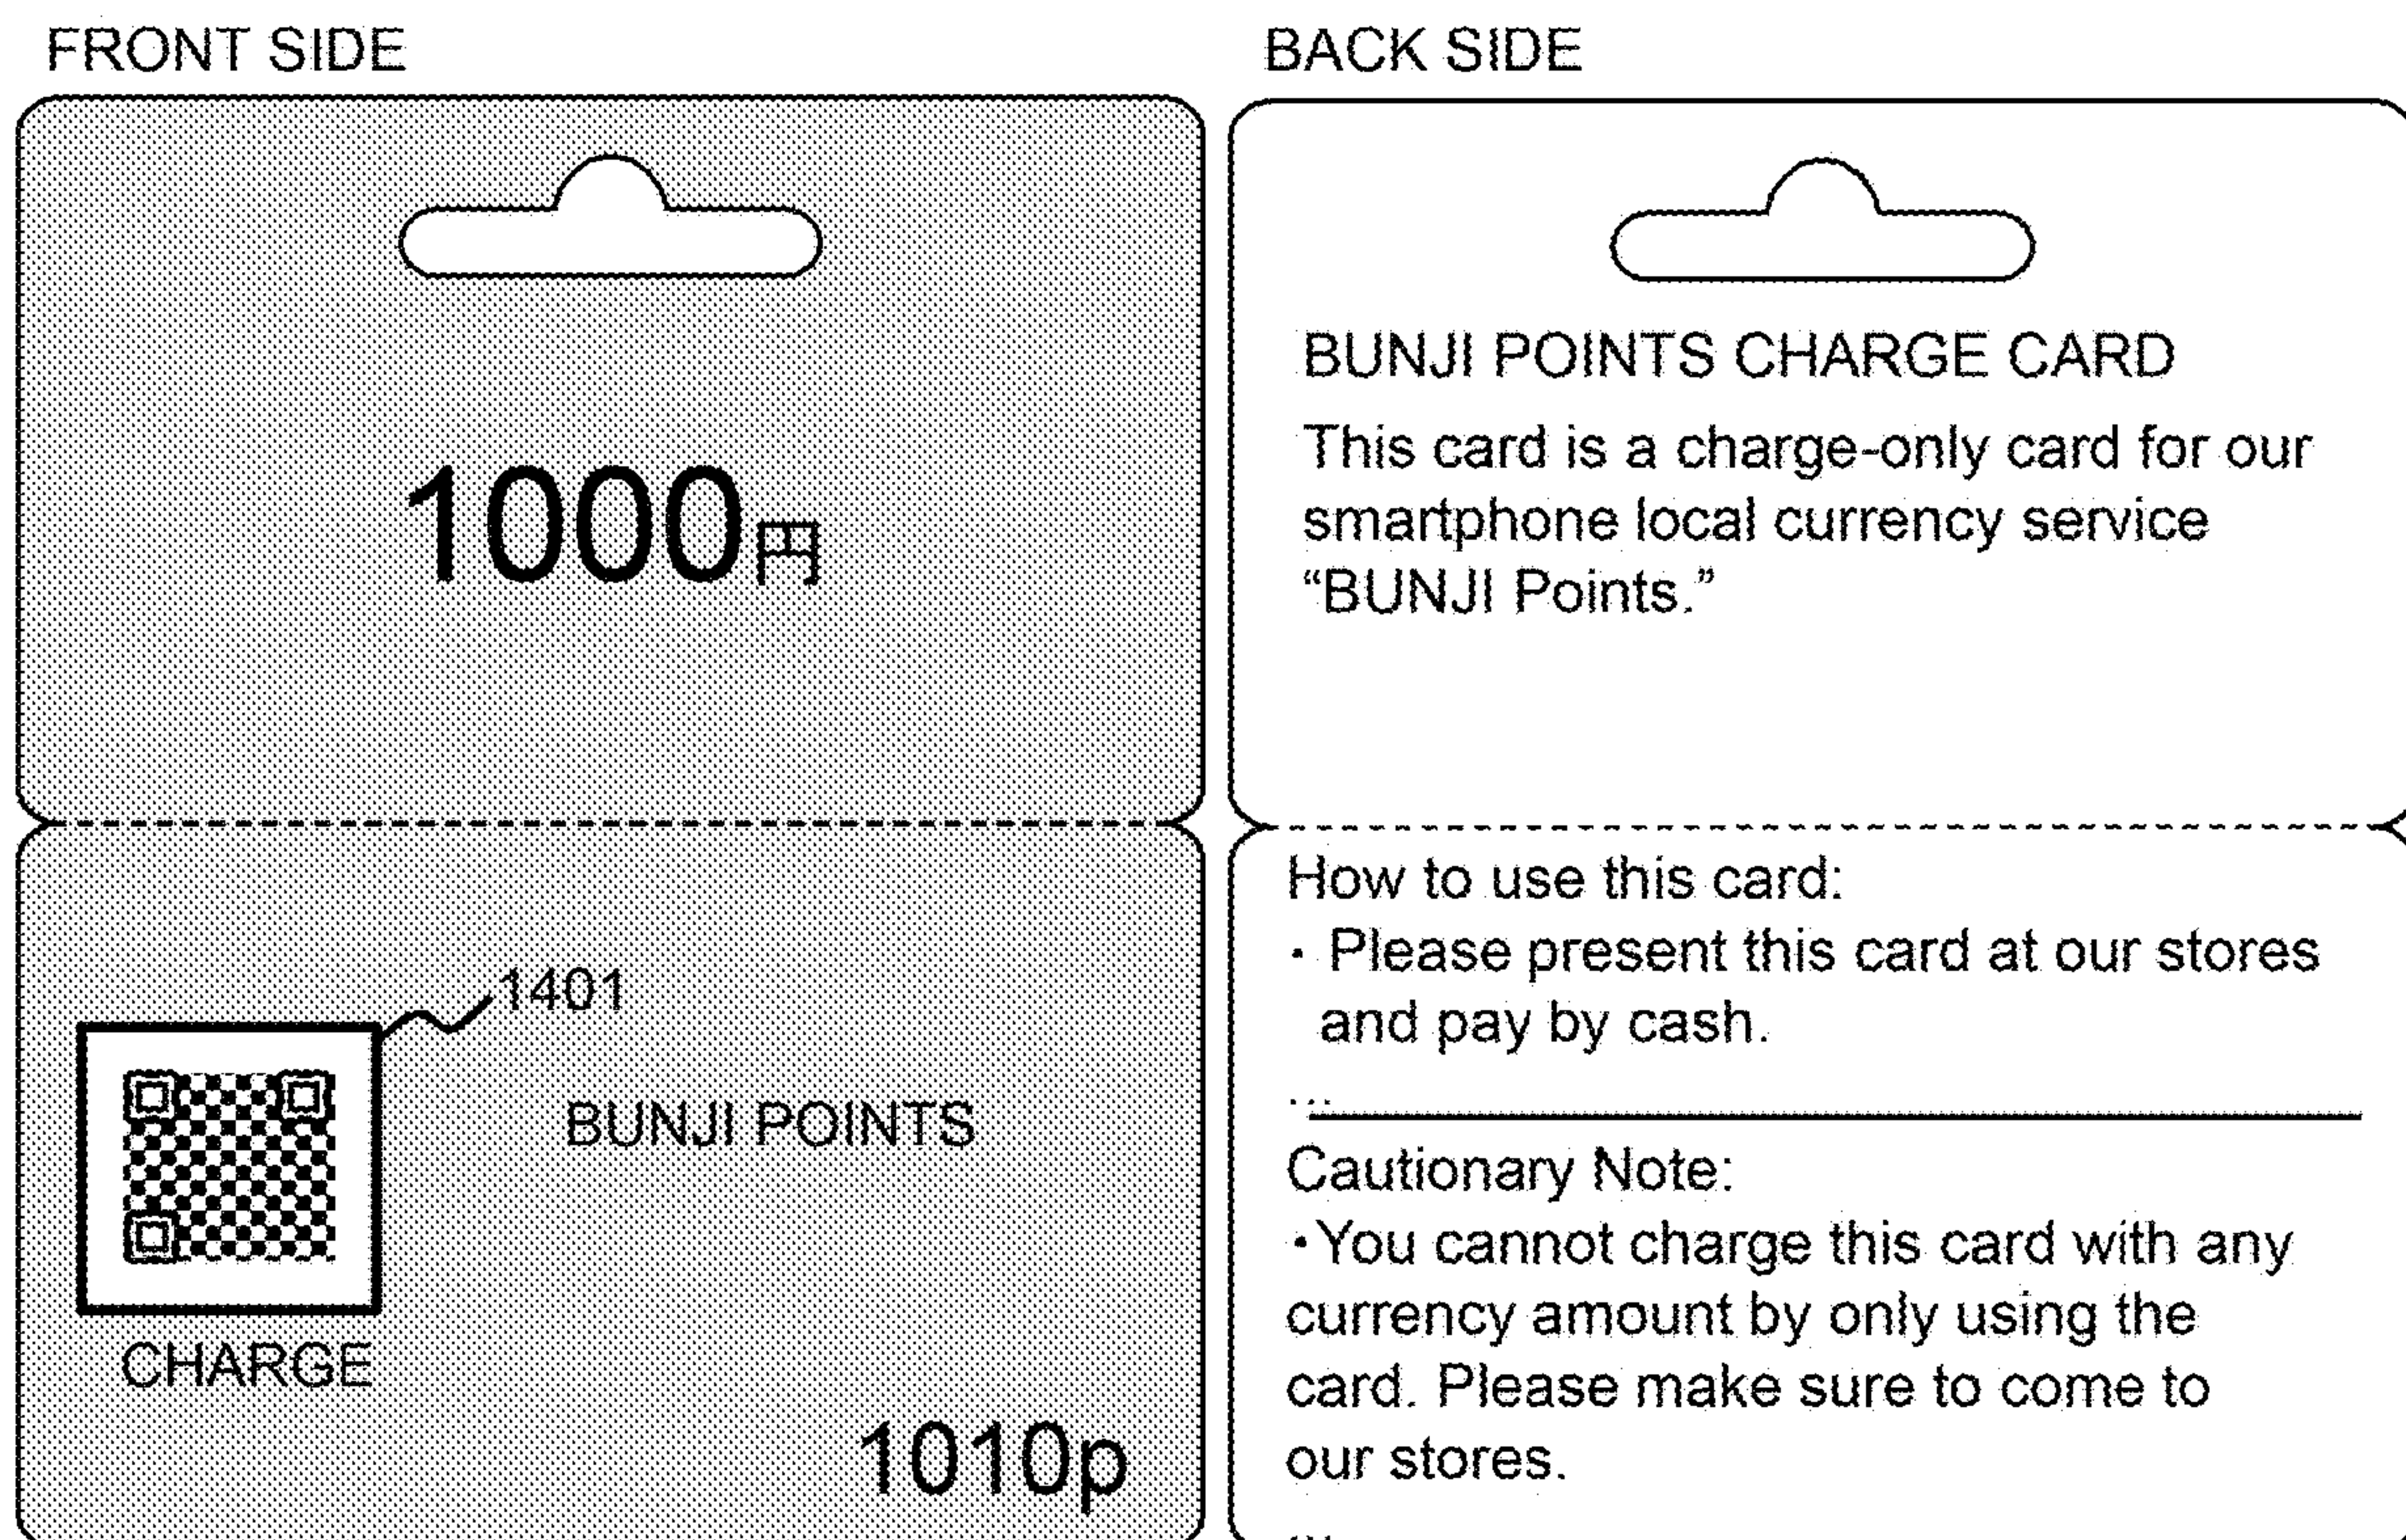 FRONT SIDE
1000円
1401
BUNJI POINTS
CHARGE
1010p
BACK SIDE
BUNJI POINTS CHARGE CARD
This card is a charge-only card for our
smartphone local currency service
“BUNJI Points.”
How to use this card:
· Please present this card at our stores
and pay by cash.
...
Cautionary Note:
・You cannot charge this card with any
currency amount by only using the
card. Please make sure to come to
our stores.
...